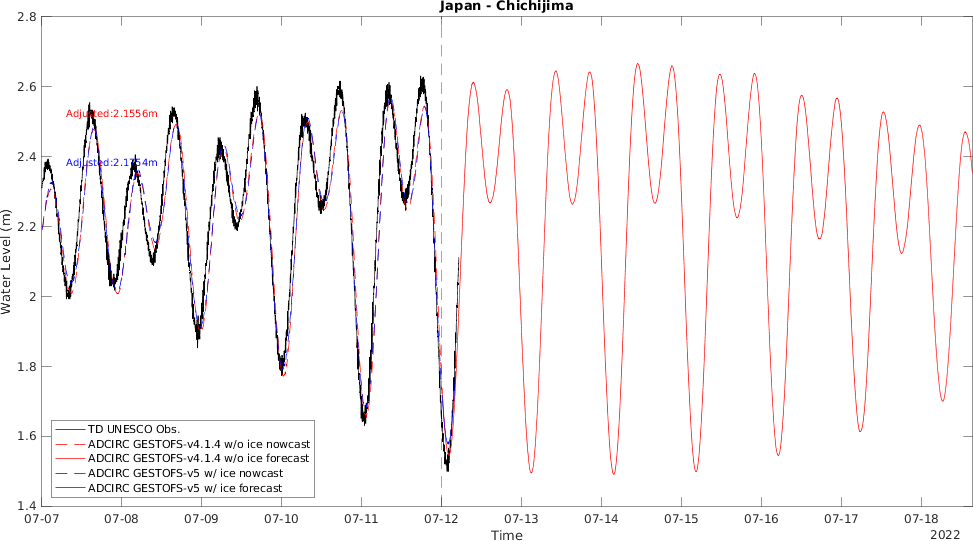 Japan - Chichijima
Water Level (m)
2.8
2.6
2.4
2.2
2
1.8
1.6
1.4
Adjusted:2.1556m
Adjusted:2.1754m
TD UNESCO Obs.
ADCIRC GESTOFS-v4.1.4 w/o ice nowcast
ADCIRC GESTOFS-v4.1.4 w/o ice forecast
ADCIRC GESTOFS-v5 w/ ice nowcast
ADCIRC GESTOFS-v5 w/ ice forecast
07-07 07-08 07-09 07-10 07-11 07-12 07-13 07-14 07-15 07-16 07-17 07-18
Time
2022